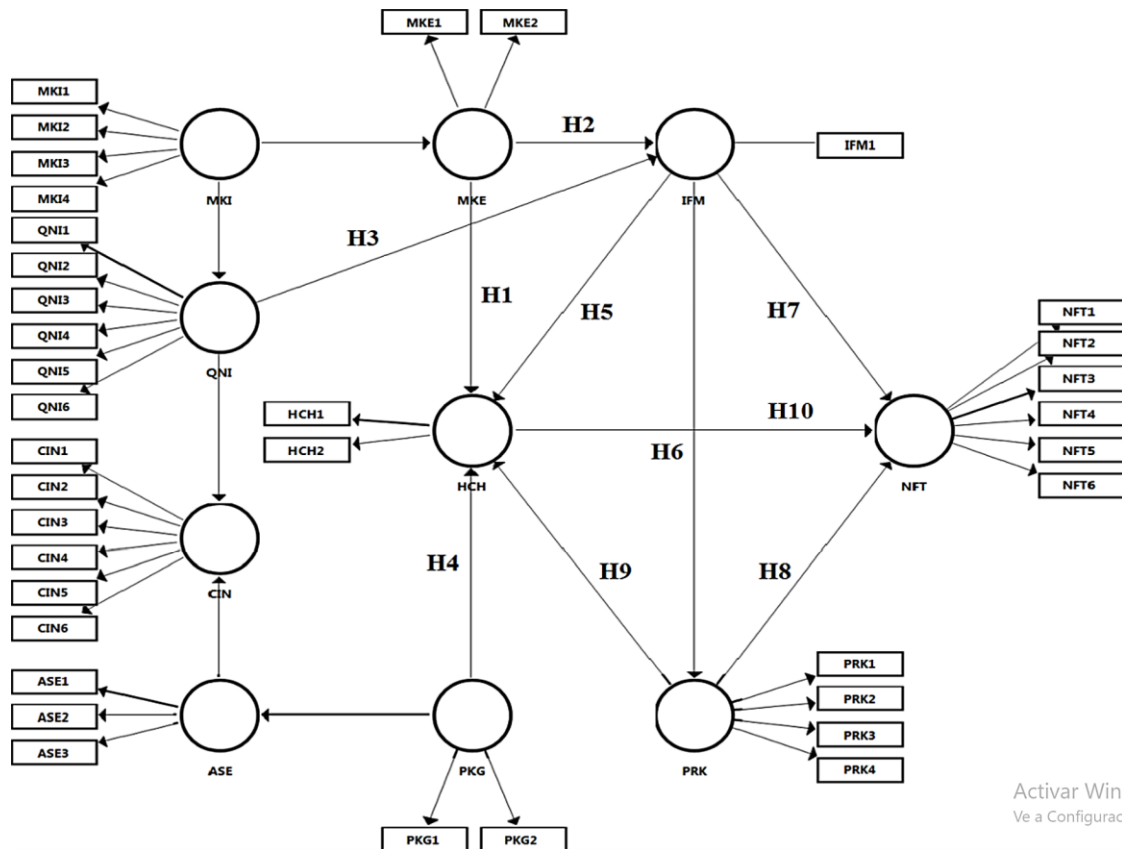 MKE1
MKE2
MKI1
MKI2
MKI3
MKI4
MKI
MKE
H2
IFM
IFM1
QNI1
QNI2
QNI3
QNI4
QNI5
QNI6
QNI
H3
H1
H5
H7
NFT1
NFT2
NFT3
NFT4
NFT5
NFT6
NFT
HCH1
HCH2
HCH
H10
H6
CIN1
CIN2
CIN3
CIN4
CIN5
CIN6
CIN
H4
H9
H8
ASE1
ASE2
ASE3
ASE
PKG
PRK
PRK1
PRK2
PRK3
PRK4
PKG1
PKG2
Activar Win
Ve a Configurac